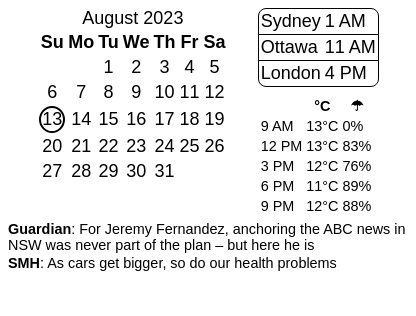 August 2023
Su Mo Tu We Th Fr Sa
1 2 3 4 5
6 7 8 9 10 11 12
13 14 15 16 17 18 19
20 21 22 23 24 25 26
27 28 29 30 31
Sydney 1 AM
Ottawa 11 AM
London 4 PM
°C ☂
9 AM 13°C 0%
12 PM 13°C 83%
3 PM 12°C 76%
6 PM 11°C 89%
9 PM 12°C 88%
Guardian: For Jeremy Fernandez, anchoring the ABC news in
NSW was never part of the plan – but here he is
SMH: As cars get bigger, so do our health problems